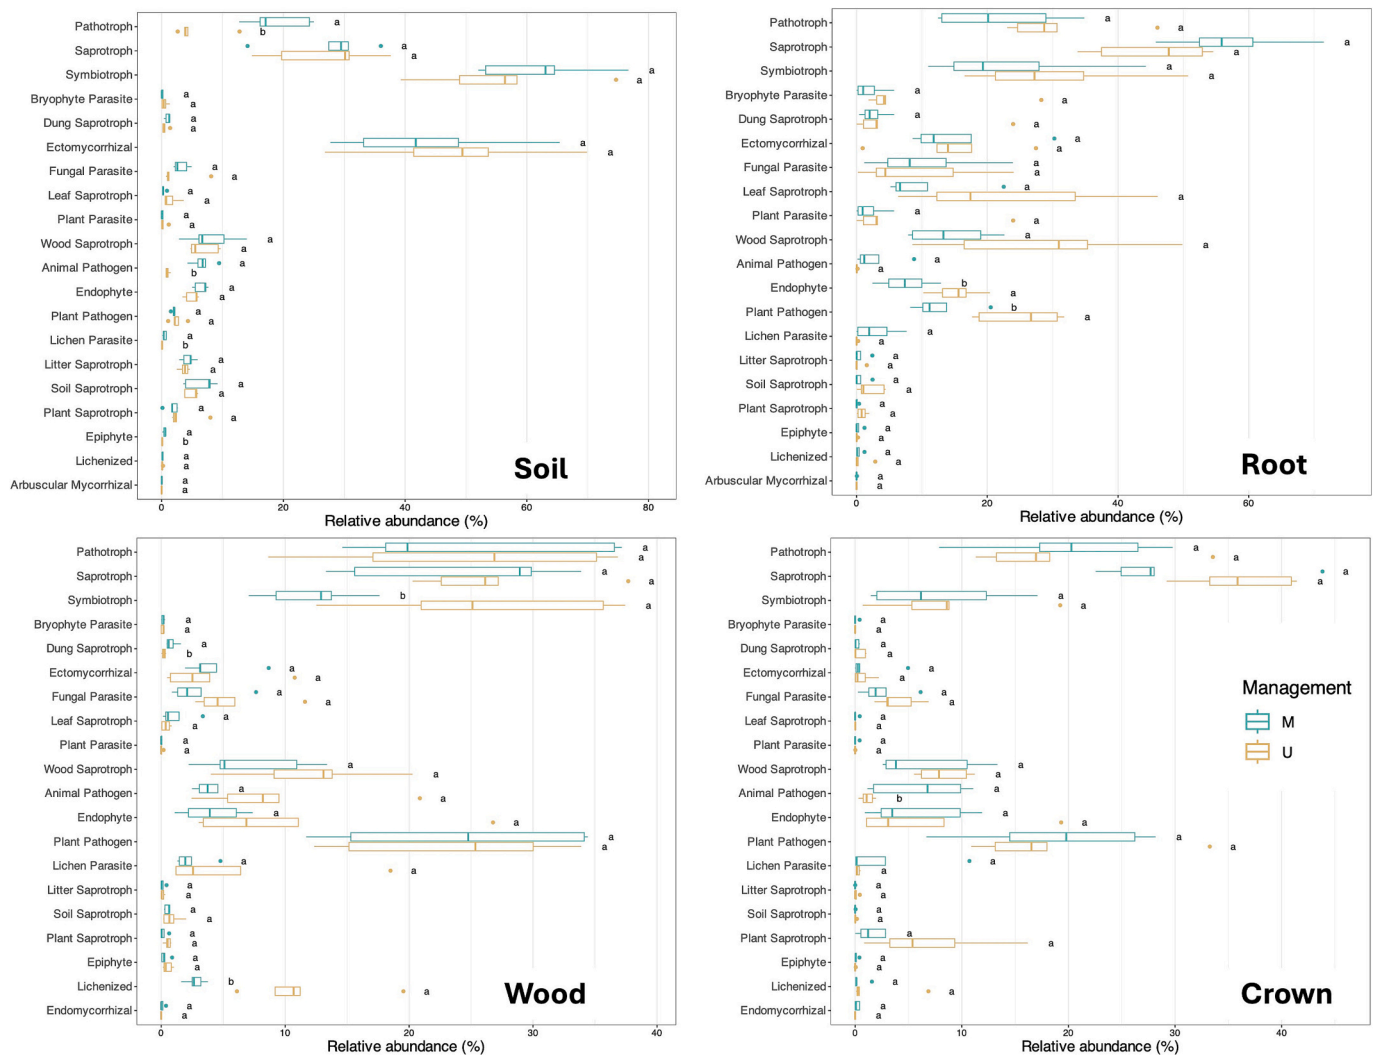 Pathotroph a
b
Saprotroph a
a
Symbiotroph a
a
Bryophyte Parasite a
a
Dung Saprotroph a
a
Ectomycorrhizal a
a
Fungal Parasite a
a
Leaf Saprotroph a
a
Plant Parasite a
a
Wood Saprotroph a
a
Animal Pathogen a
b
Endophyte a
a
Plant Pathogen a
a
Lichen Parasite a
b
Litter Saprotroph a
a
Soil Saprotroph a
a
Plant Saprotroph a
a
Epiphyte a
b
Lichenized a
a
Arbuscular Mycorrhizal a
a
Soil
0 20 40 60 80
Relative abundance (%)
Pathotroph a
a
Saprotroph a
a
Symbiotroph a
a
Bryophyte Parasite a
a
Dung Saprotroph a
a
Ectomycorrhizal a
a
Fungal Parasite a
a
Leaf Saprotroph a
a
Plant Parasite a
a
Wood Saprotroph a
a
Animal Pathogen a
a
Endophyte b
a
Plant Pathogen b
a
Lichen Parasite a
a
Litter Saprotroph a
a
Soil Saprotroph a
a
Plant Saprotroph a
a
Epiphyte a
a
Lichenized a
a
Arbuscular Mycorrhizal a
a
Root
0 20 40 60
Relative abundance (%)
Pathotroph a
a
Saprotroph a
a
Symbiotroph b
a
Bryophyte Parasite a
a
Dung Saprotroph a
b
Ectomycorrhizal a
a
Fungal Parasite a
a
Leaf Saprotroph a
a
Plant Parasite a
a
Wood Saprotroph a
a
Animal Pathogen a
a
Endophyte a
a
Plant Pathogen a
a
Lichen Parasite a
a
Litter Saprotroph a
a
Soil Saprotroph a
a
Plant Saprotroph a
a
Epiphyte a
a
Lichenized b
a
Endomycorrhizal a
a
Wood
0 10 20 30 40
Relative abundance (%)
Pathotroph a
a
Saprotroph a
a
Symbiotroph a
a
Bryophyte Parasite a
a
Dung Saprotroph a
a
Ectomycorrhizal a
a
Fungal Parasite a
a
Leaf Saprotroph a
a
Plant Parasite a
a
Wood Saprotroph a
a
Animal Pathogen a
b
Endophyte a
a
Plant Pathogen a
a
Lichen Parasite a
a
Litter Saprotroph a
a
Soil Saprotroph a
a
Plant Saprotroph a
a
Epiphyte a
a
Lichenized a
a
Endomycorrhizal a
a
Crown
0 10 20 30 40
Relative abundance (%)
Management
M
U